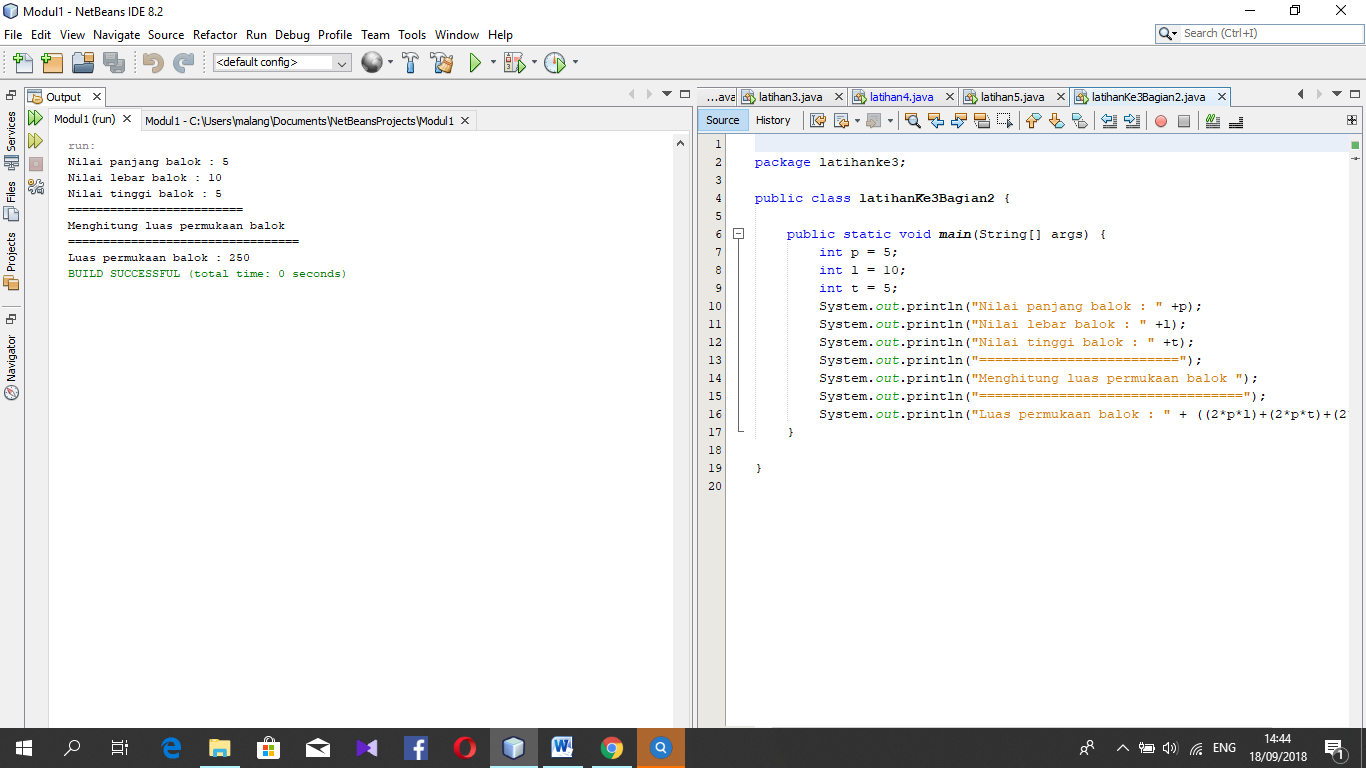 Modul1 - NetBeans IDE 8.2
File Edit View Navigate Source Refactor Run Debug Profile Team Tools Window Help
Search (Ctrl+I)
<default config>
Services
Files
Projects
Navigator
Output
Modul1 (run)
Modul1 - C:\Users\malang\Documents\NetBeansProjects\Modul1
run:
Nilai panjang balok : 5
Nilai lebar balok : 10
Nilai tinggi balok : 5
=========================
Menghitung luas permukaan balok
=================================
Luas permukaan balok : 250
BUILD SUCCESSFUL (total time: 0 seconds)
...ava latihan3.java latihan4.java latihan5.java latihanKe3Bagian2.java
Source History
1
2 package latihanke3;
3
4 public class latihanKe3Bagian2 {
5
6 public static void main(String[] args) {
7 int p = 5;
8 int l = 10;
9 int t = 5;
10 System.out.println("Nilai panjang balok : " +p);
11 System.out.println("Nilai lebar balok : " +l);
12 System.out.println("Nilai tinggi balok : " +t);
13 System.out.println("=========================");
14 System.out.println("Menghitung luas permukaan balok ");
15 System.out.println("=================================");
16 System.out.println("Luas permukaan balok : " + ((2*p*l)+(2*p*t)+(2
17 }
18
19 }
20
ENG
14:44
18/09/2018
1